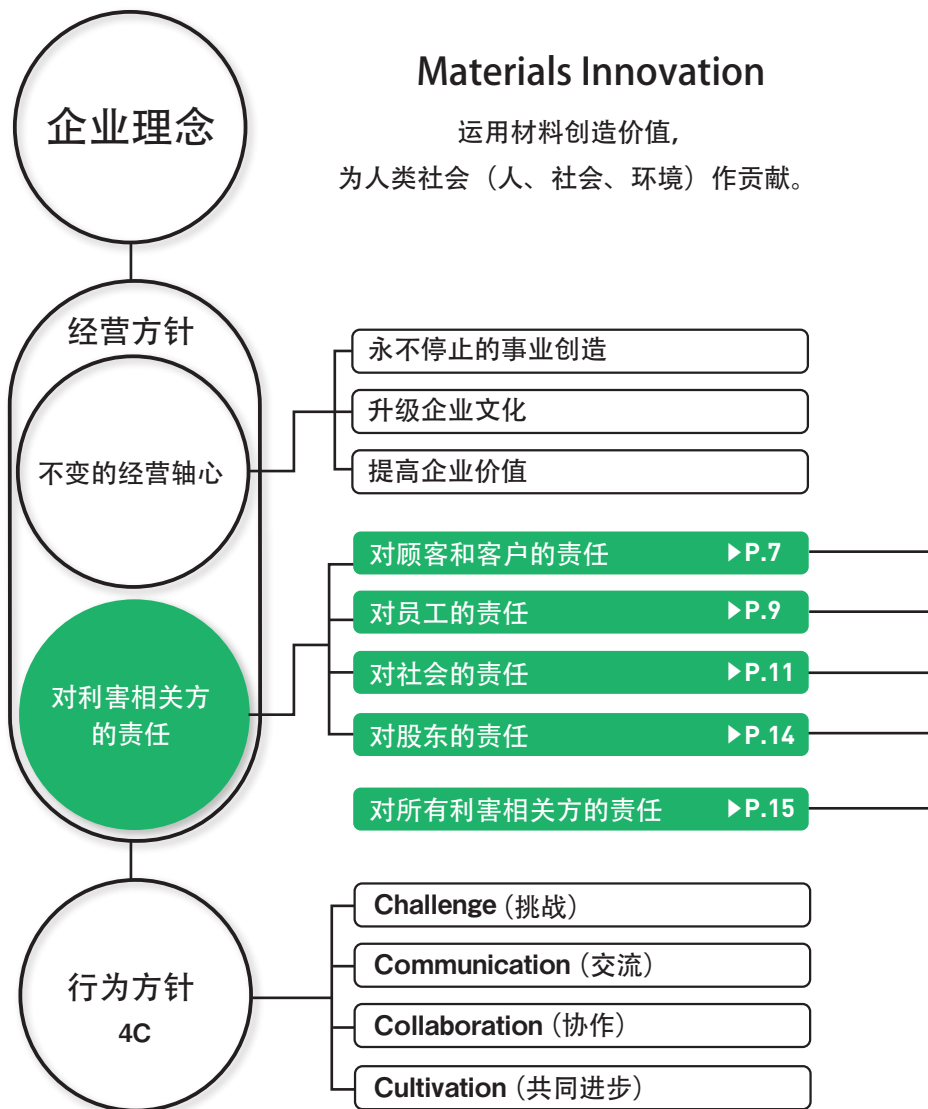 企业理念
Materials Innovation
运用材料创造价值,
为人类社会（人、社会、环境）作贡献。
经营方针
不变的经营轴心
永不停止的事业创造
升级企业文化
提高企业价值
对利害相关方
的责任
对顾客和客户的责任 ▶P.7
对员工的责任 ▶P.9
对社会的责任 ▶P.11
对股东的责任 ▶P.14
对所有利害相关方的责任 ▶P.15
行为方针
4C
Challenge（挑战）
Communication（交流）
Collaboration（协作）
Cultivation（共同进步）